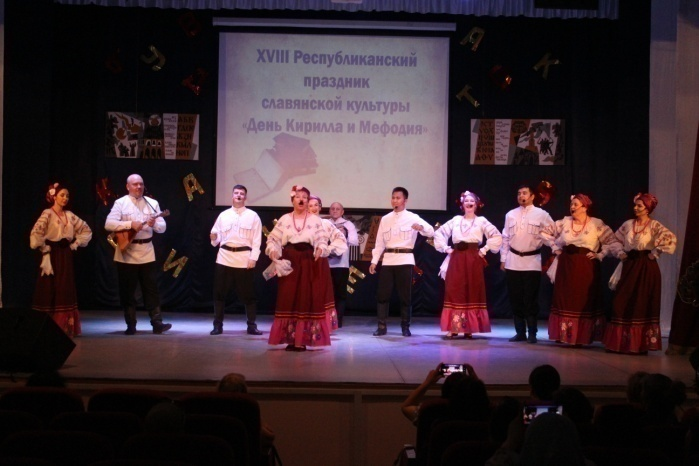 XVIII Республиканский
праздник
славянской культуры
«День Кирилла и Мефодия»